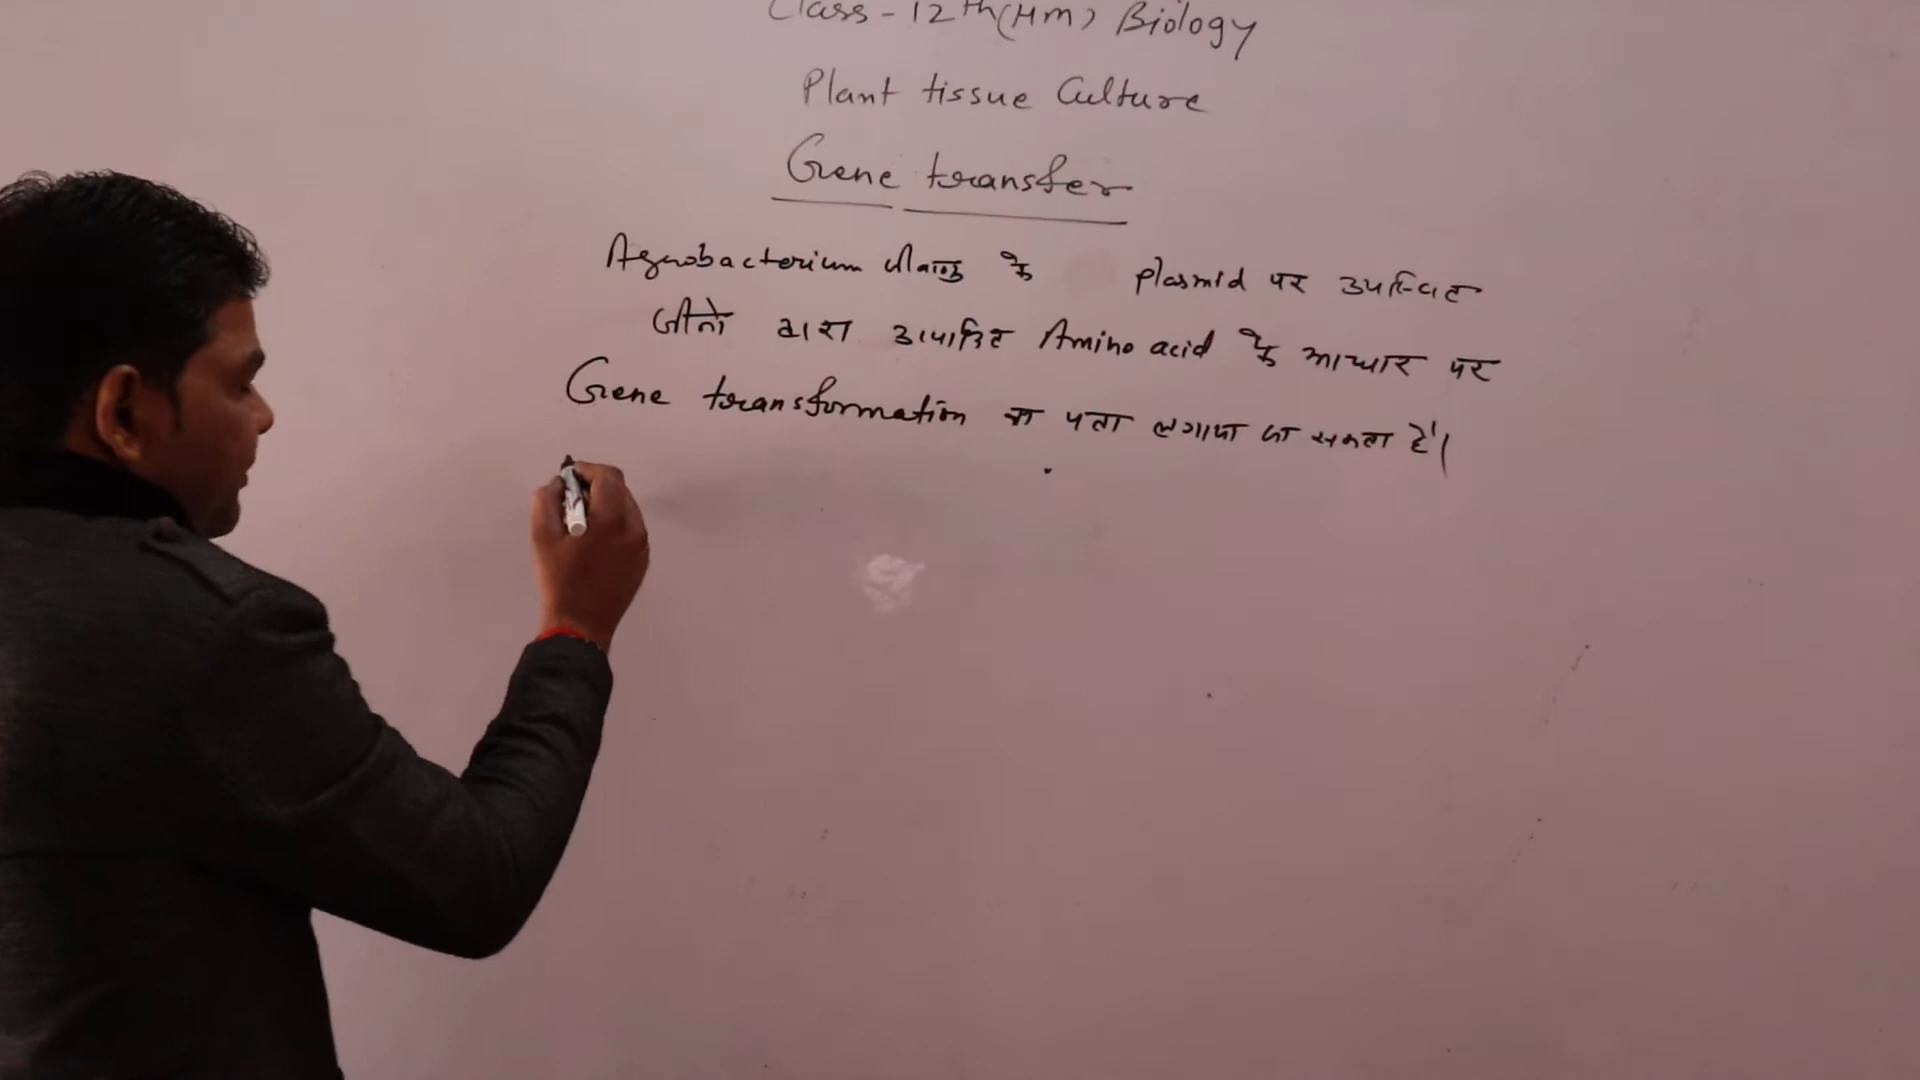 Class - 12th (Hm) Biology
Plant tissue Culture
Gene transfer
Agrobacterium जीवाणु के plasmid पर उपस्थित
जीनो द्वारा उत्पादित Amino acid के आधार पर
Gene transformation का पता लगाया जा सकता है।